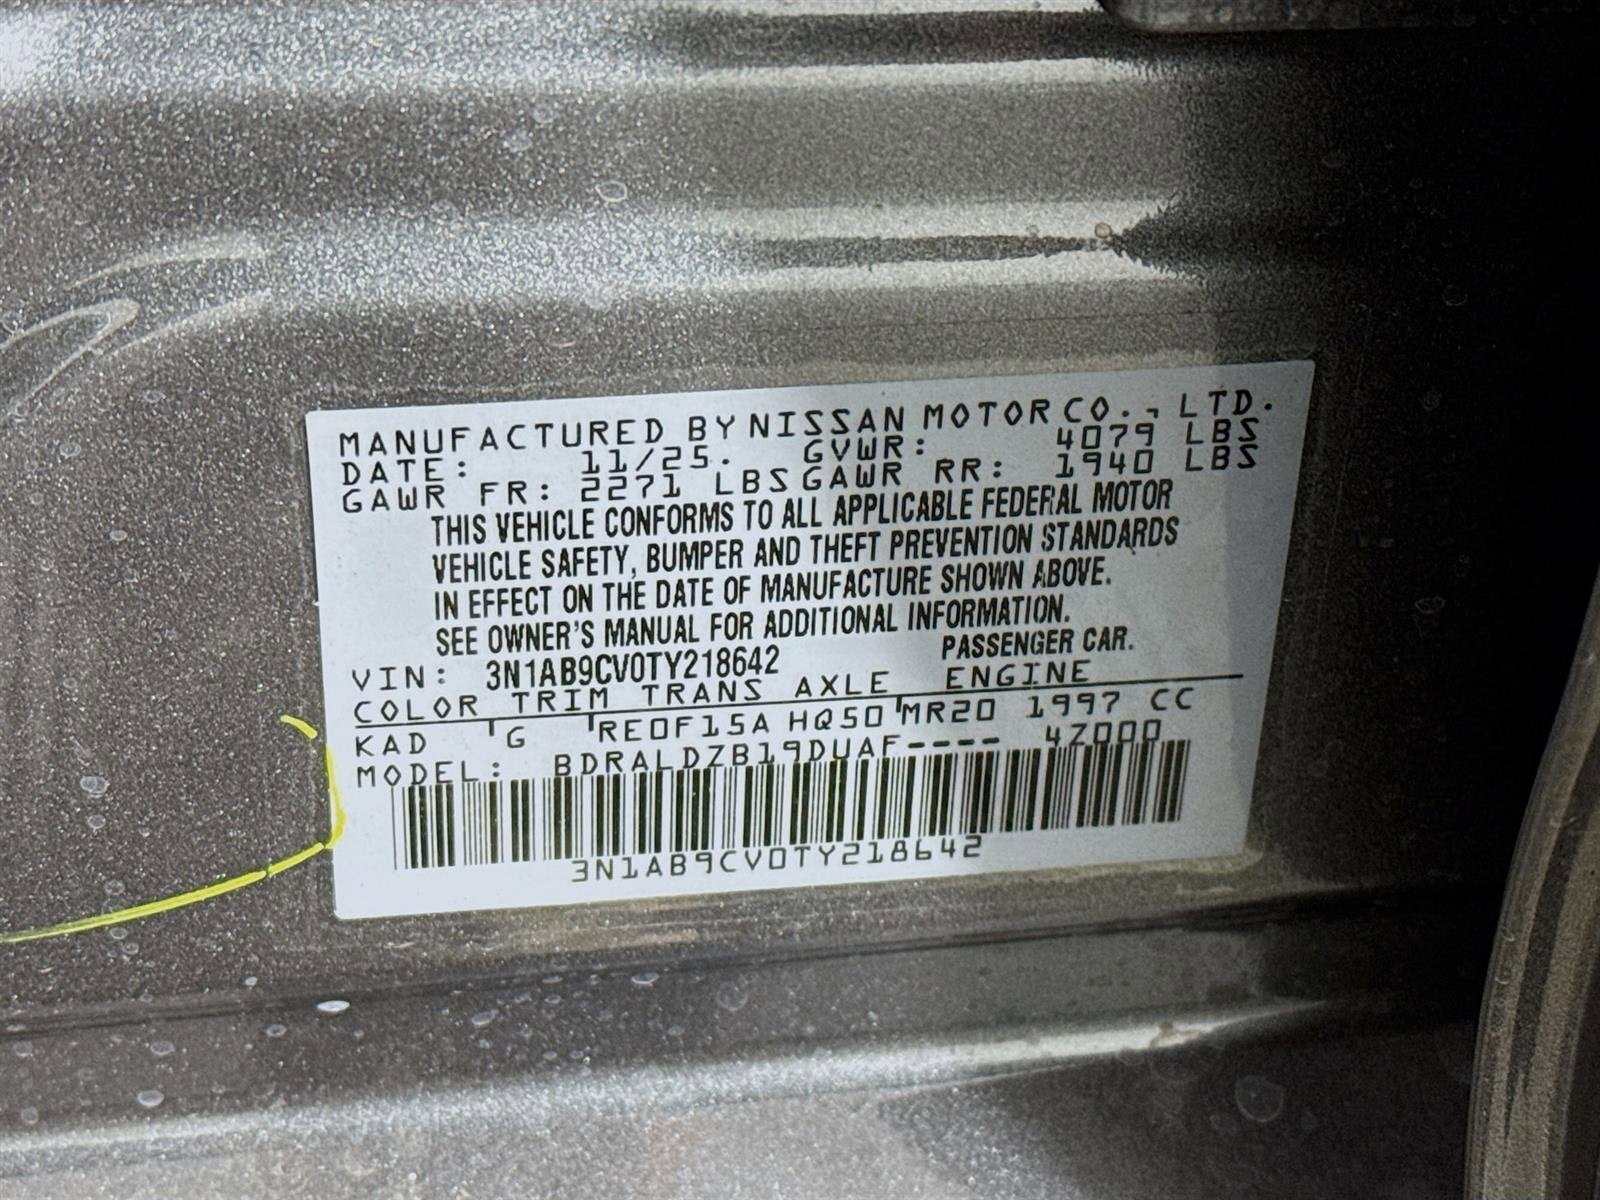 MANUFACTURED BY NISSAN MOTOR CO., LTD.
DATE: 11/25. GVWR: 4079 LBS
GAWR FR: 2271 LBS GAWR RR: 1940 LBS
THIS VEHICLE CONFORMS TO ALL APPLICABLE FEDERAL MOTOR
VEHICLE SAFETY, BUMPER AND THEFT PREVENTION STANDARDS
IN EFFECT ON THE DATE OF MANUFACTURE SHOWN ABOVE.
SEE OWNER'S MANUAL FOR ADDITIONAL INFORMATION.
VIN: 3N1AB9CV0TY218642 PASSENGER CAR.
COLOR TRIM TRANS AXLE ENGINE
KAD G RE0F15A HQ50 MR20 1997 CC
MODEL: BDRALDZB19DUAF---- 4Z000
3N1AB9CV0TY218642